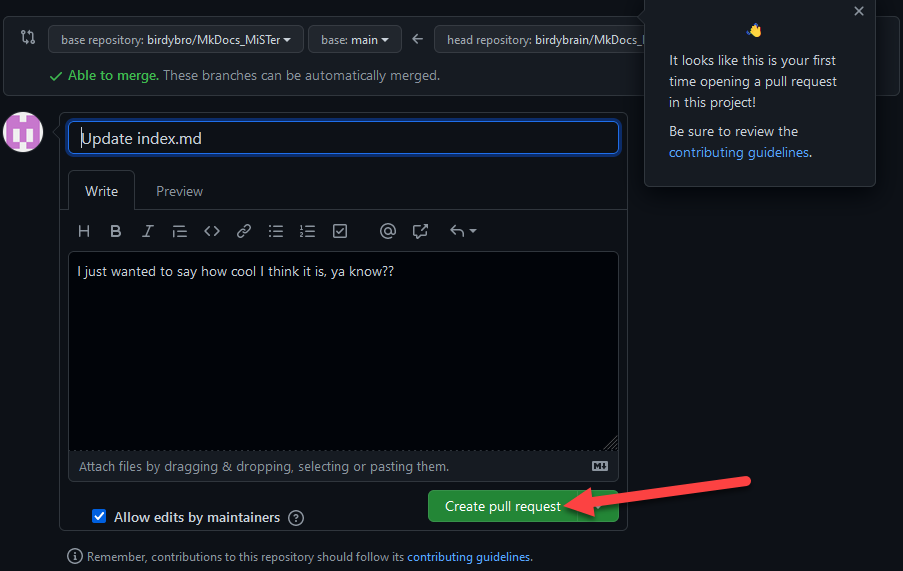 base repository: birdybro/MkDocs_MiSTer base: main head repository: birdybrain/MkDocs_
Able to merge. These branches can be automatically merged.
It looks like this is your first
time opening a pull request
in this project!
Be sure to review the
contributing guidelines.
Update index.md
Write Preview
H B I @
I just wanted to say how cool I think it is, ya know??
Attach files by dragging & dropping, selecting or pasting them.
Create pull request
Allow edits by maintainers
Remember, contributions to this repository should follow its contributing guidelines.